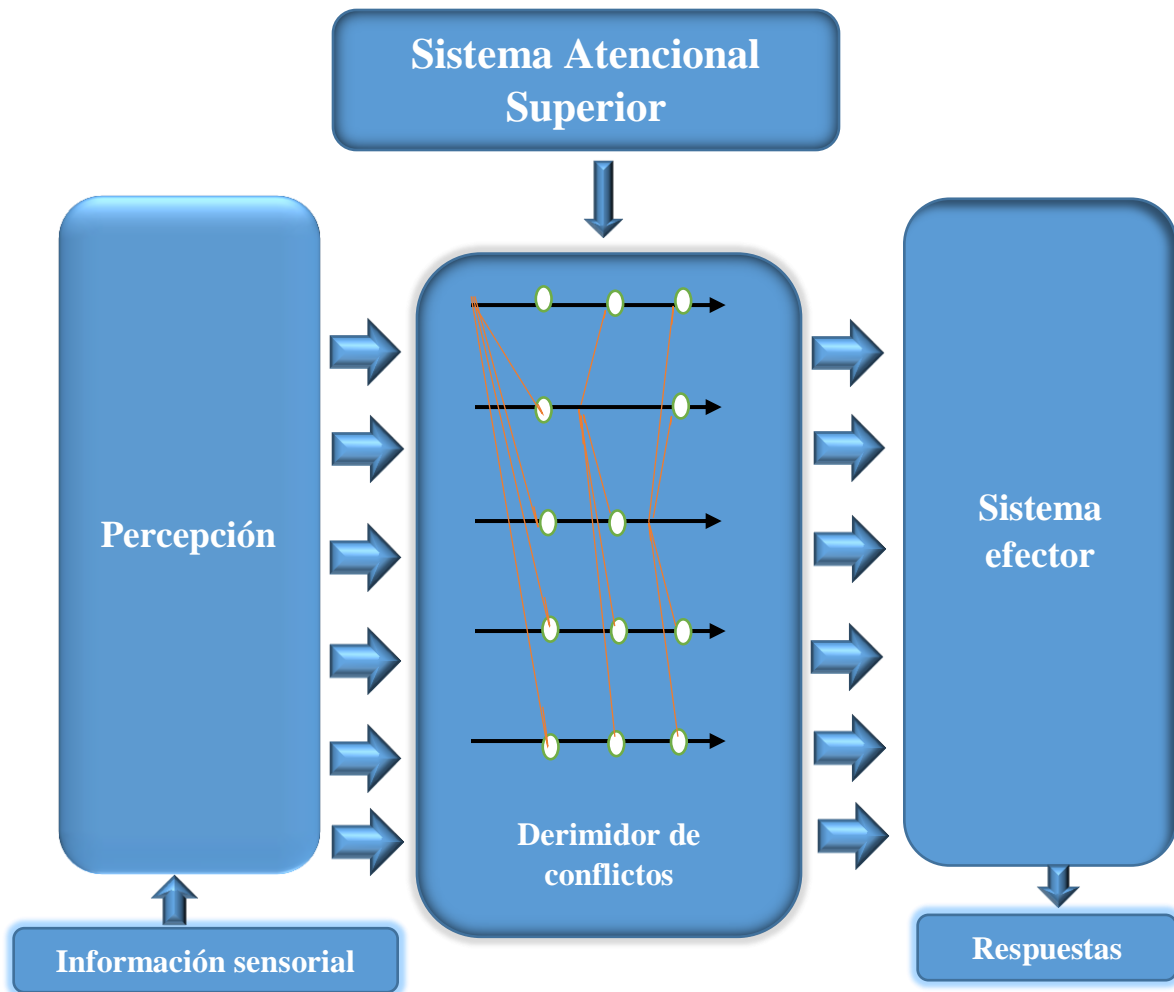 Sistema Atencional
Superior
Percepción
Sistema
efector
Derimidor de
conflictos
Información sensorial
Respuestas